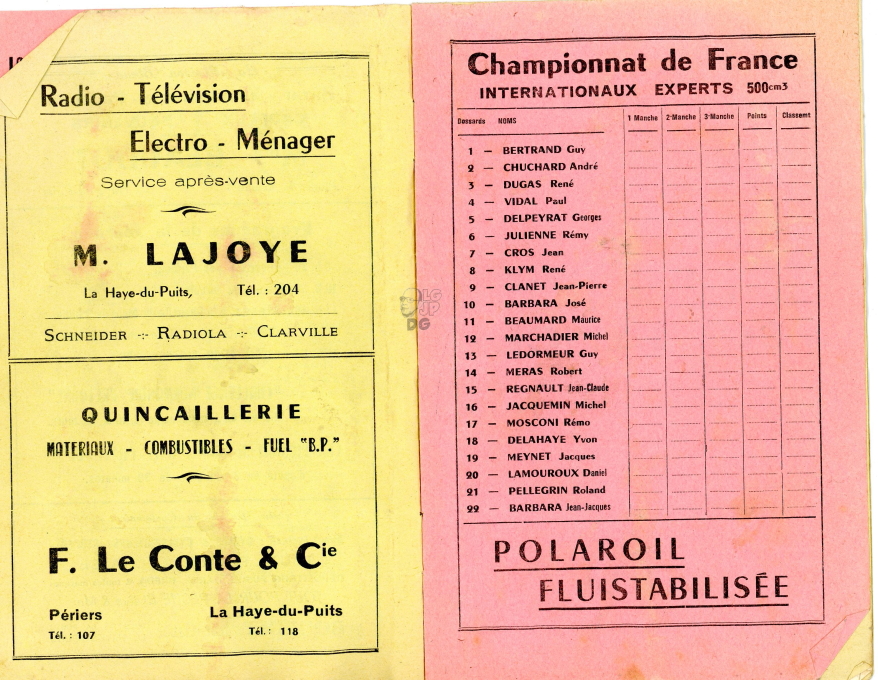 Radio - Télévision
Electro - Ménager
Service après-vente
M. LAJOYE
La Haye-du-Puits, Tél. : 204
SCHNEIDER -:- RADIOLA -:- CLARVILLE
QUINCAILLERIE
MATERIAUX - COMBUSTIBLES - FUEL "B.P."
F. Le Conte & Cie
Périers La Haye-du-Puits
Tél. : 107 Tél. : 118
LG
JP
DG
Championnat de France
INTERNATIONAUX EXPERTS 500cm3
Dossards NOMS 1 Manche 2e Manche 3e Manche Points Classemt
1 — BERTRAND Guy
2 — CHUCHARD André
3 — DUGAS René
4 — VIDAL Paul
5 — DELPEYRAT Georges
6 — JULIENNE Rémy
7 — CROS Jean
8 — KLYM René
9 — CLANET Jean-Pierre
10 — BARBARA José
11 — BEAUMARD Maurice
12 — MARCHADIER Michel
13 — LEDORMEUR Guy
14 — MERAS Robert
15 — REGNAULT Jean-Claude
16 — JACQUEMIN Michel
17 — MOSCONI Rémo
18 — DELAHAYE Yvon
19 — MEYNET Jacques
20 — LAMOUROUX Daniel
21 — PELLEGRIN Roland
22 — BARBARA Jean-Jacques
POLAROIL
FLUISTABILISÉE